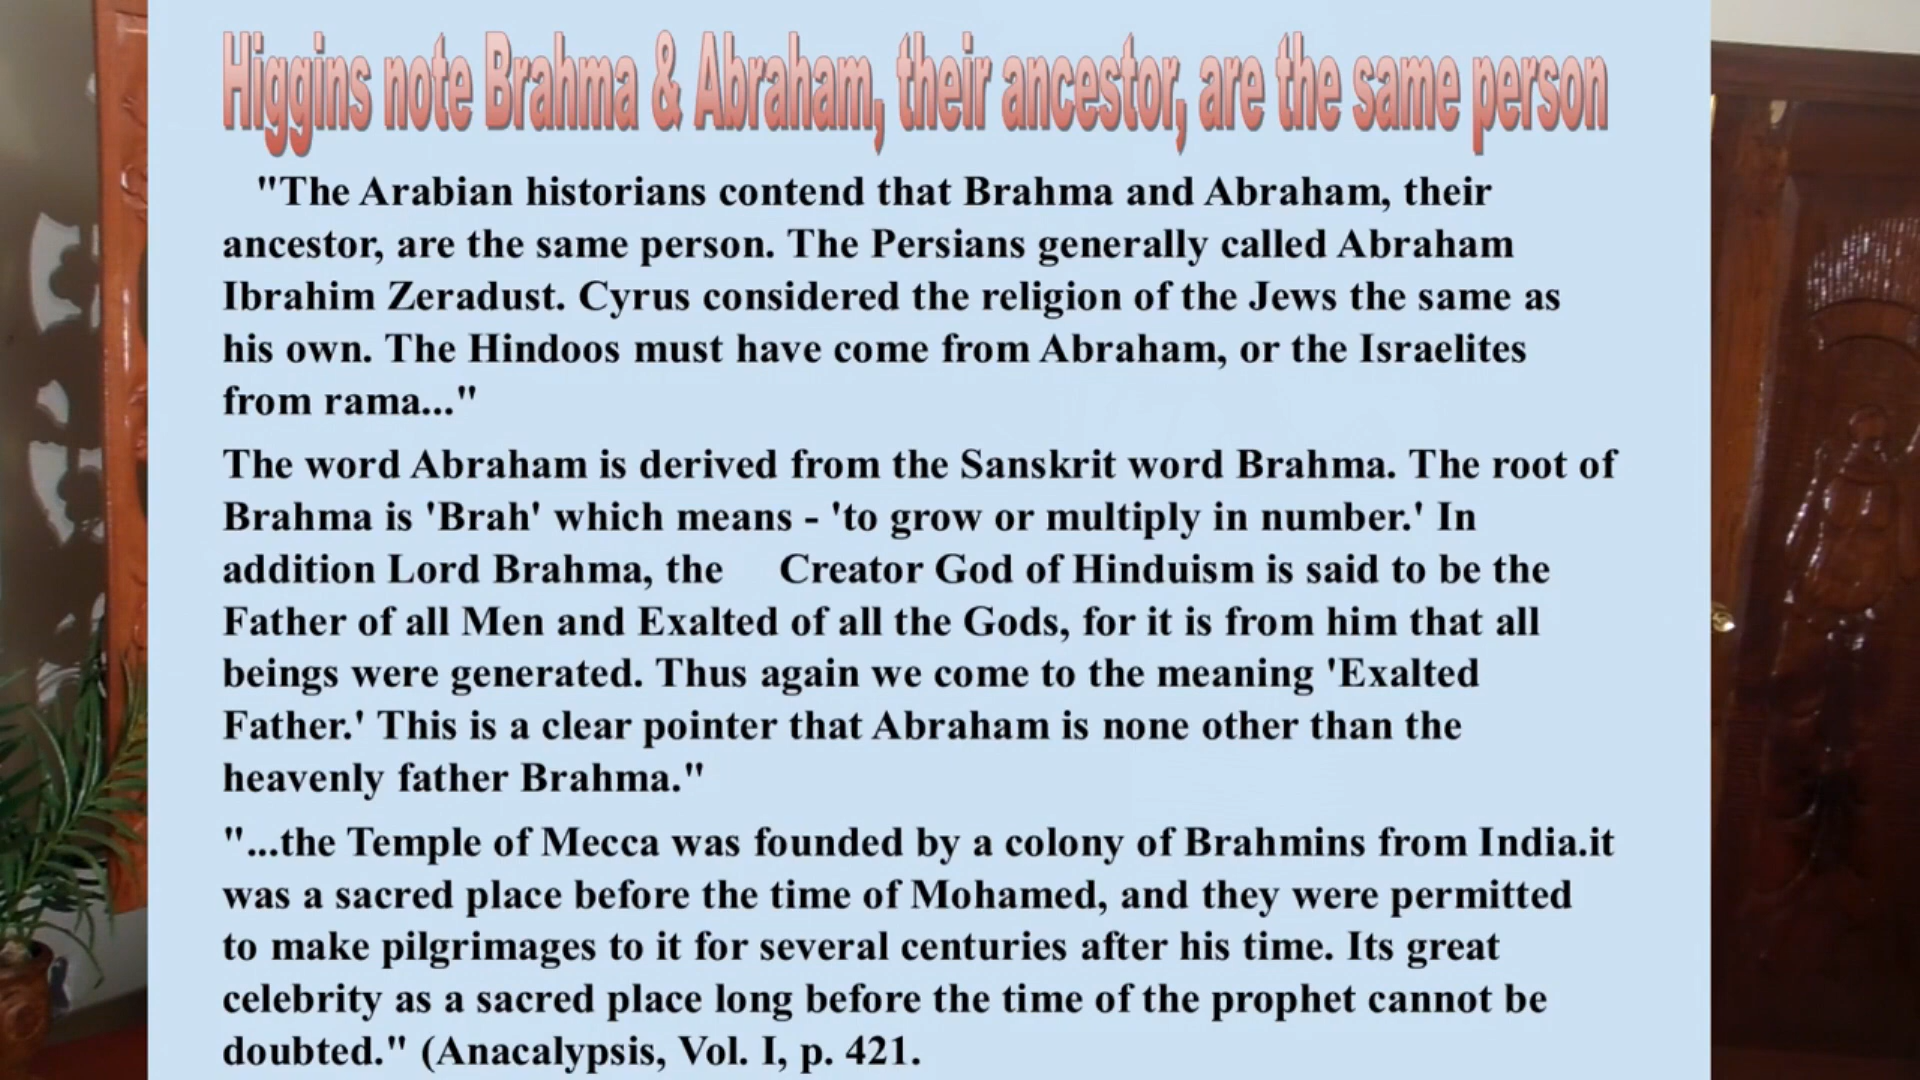 Higgins note Brahma & Abraham, their ancestor, are the same person
"The Arabian historians contend that Brahma and Abraham, their
ancestor, are the same person. The Persians generally called Abraham
Ibrahim Zeradust. Cyrus considered the religion of the Jews the same as
his own. The Hindoos must have come from Abraham, or the Israelites
from rama..."
The word Abraham is derived from the Sanskrit word Brahma. The root of
Brahma is 'Brah' which means - 'to grow or multiply in number.' In
addition Lord Brahma, the Creator God of Hinduism is said to be the
Father of all Men and Exalted of all the Gods, for it is from him that all
beings were generated. Thus again we come to the meaning 'Exalted
Father.' This is a clear pointer that Abraham is none other than the
heavenly father Brahma."
"...the Temple of Mecca was founded by a colony of Brahmins from India.it
was a sacred place before the time of Mohamed, and they were permitted
to make pilgrimages to it for several centuries after his time. Its great
celebrity as a sacred place long before the time of the prophet cannot be
doubted." (Anacalypsis, Vol. I, p. 421.